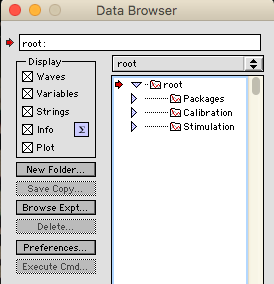 Data Browser
root:
Display
Waves
Variables
Strings
Info
Σ
Plot
New Folder...
Save Copy...
Browse Expt...
Delete...
Preferences...
Execute Cmd...
root
root
Packages
Calibration
Stimulation